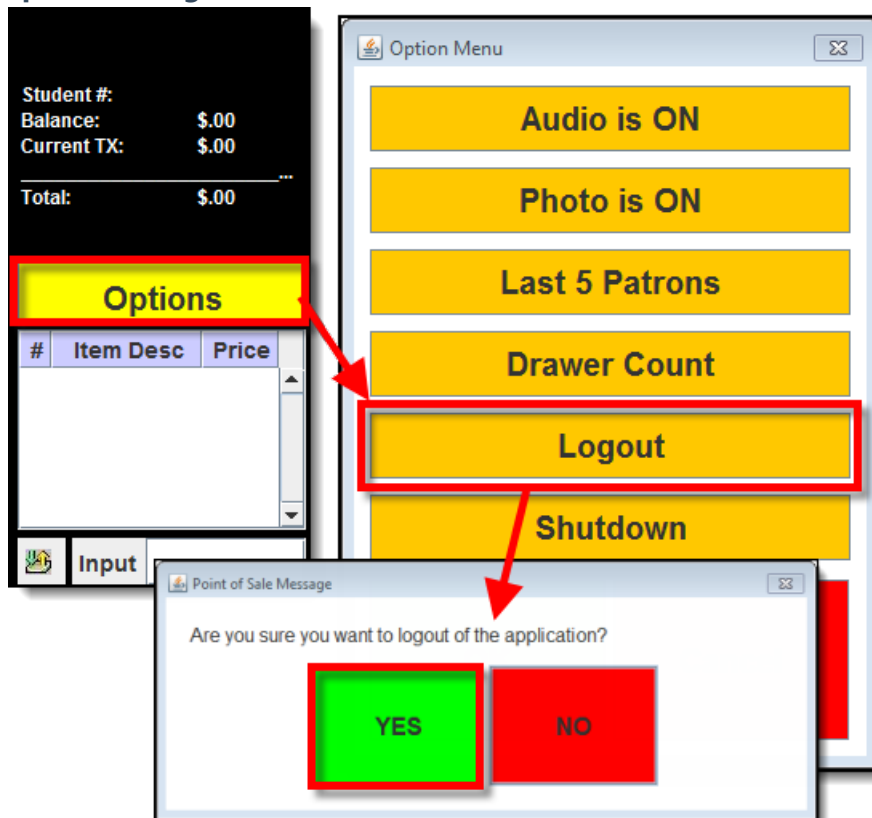 Student #:
Balance: $.00
Current TX: $.00
...
Total: $.00
Options
# Item Desc Price
Input
Option Menu
Audio is ON
Photo is ON
Last 5 Patrons
Drawer Count
Logout
Shutdown
Point of Sale Message
Are you sure you want to logout of the application?
YES NO